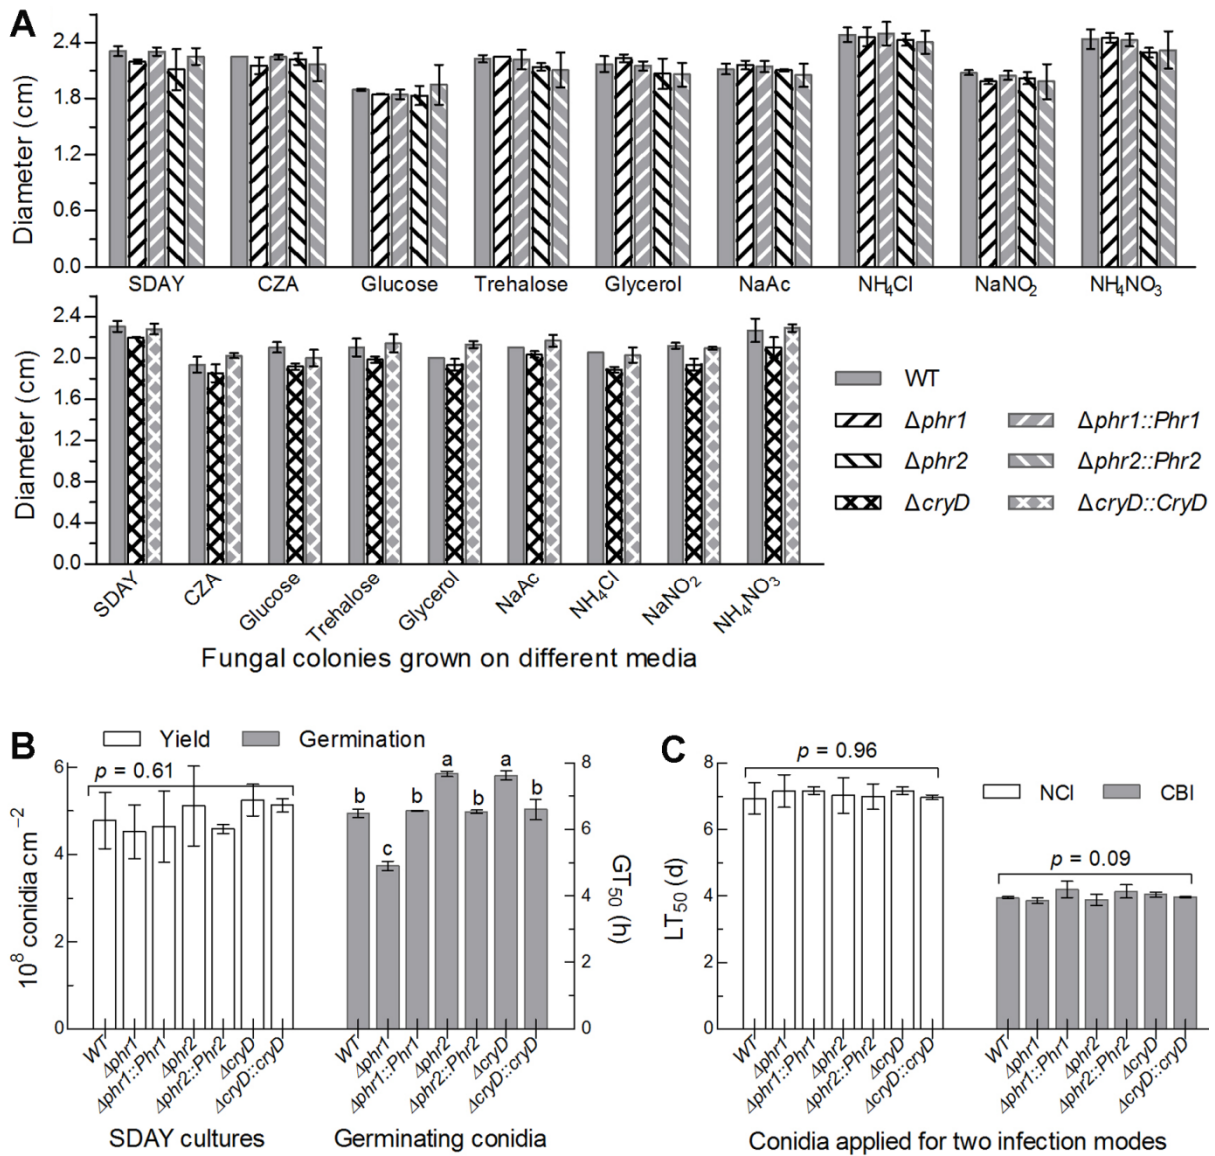 A
Diameter (cm)
2.4
1.8
1.2
0.6
0.0
SDAY CZA Glucose Trehalose Glycerol NaAc NH₄Cl NaNO₂ NH₄NO₃
Diameter (cm)
2.4
2.0
1.6
1.2
0.8
0.4
0.0
SDAY CZA Glucose Trehalose Glycerol NaAc NH₄Cl NaNO₂ NH₄NO₃
Fungal colonies grown on different media
WT
Δphr1 Δphr1::Phr1
Δphr2 Δphr2::Phr2
ΔcryD ΔcryD::CryD
B
Yield Germination
p = 0.61
10⁸ conidia cm⁻²
6
4
2
0
b c b a b a b
GT₅₀ (h)
8
6
4
2
0
WT Δphr1 Δphr1::Phr1 Δphr2 Δphr2::Phr2 ΔcryD ΔcryD::cryD
WT Δphr1 Δphr1::Phr1 Δphr2 Δphr2::Phr2 ΔcryD ΔcryD::cryD
SDAY cultures Germinating conidia
C
p = 0.96
NCI CBI
p = 0.09
LT₅₀ (d)
8
6
4
2
0
WT Δphr1 Δphr1::Phr1 Δphr2 Δphr2::Phr2 ΔcryD ΔcryD::cryD
WT Δphr1 Δphr1::Phr1 Δphr2 Δphr2::Phr2 ΔcryD ΔcryD::cryD
Conidia applied for two infection modes